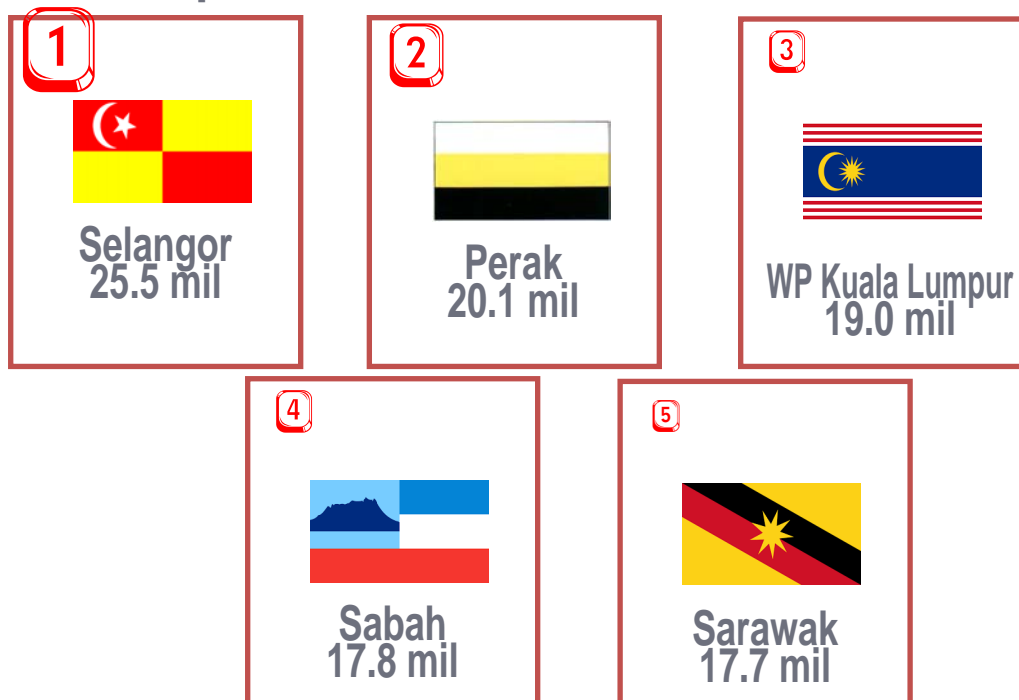 1
Selangor
25.5 mil
2
Perak
20.1 mil
3
WP Kuala Lumpur
19.0 mil
4
Sabah
17.8 mil
5
Sarawak
17.7 mil